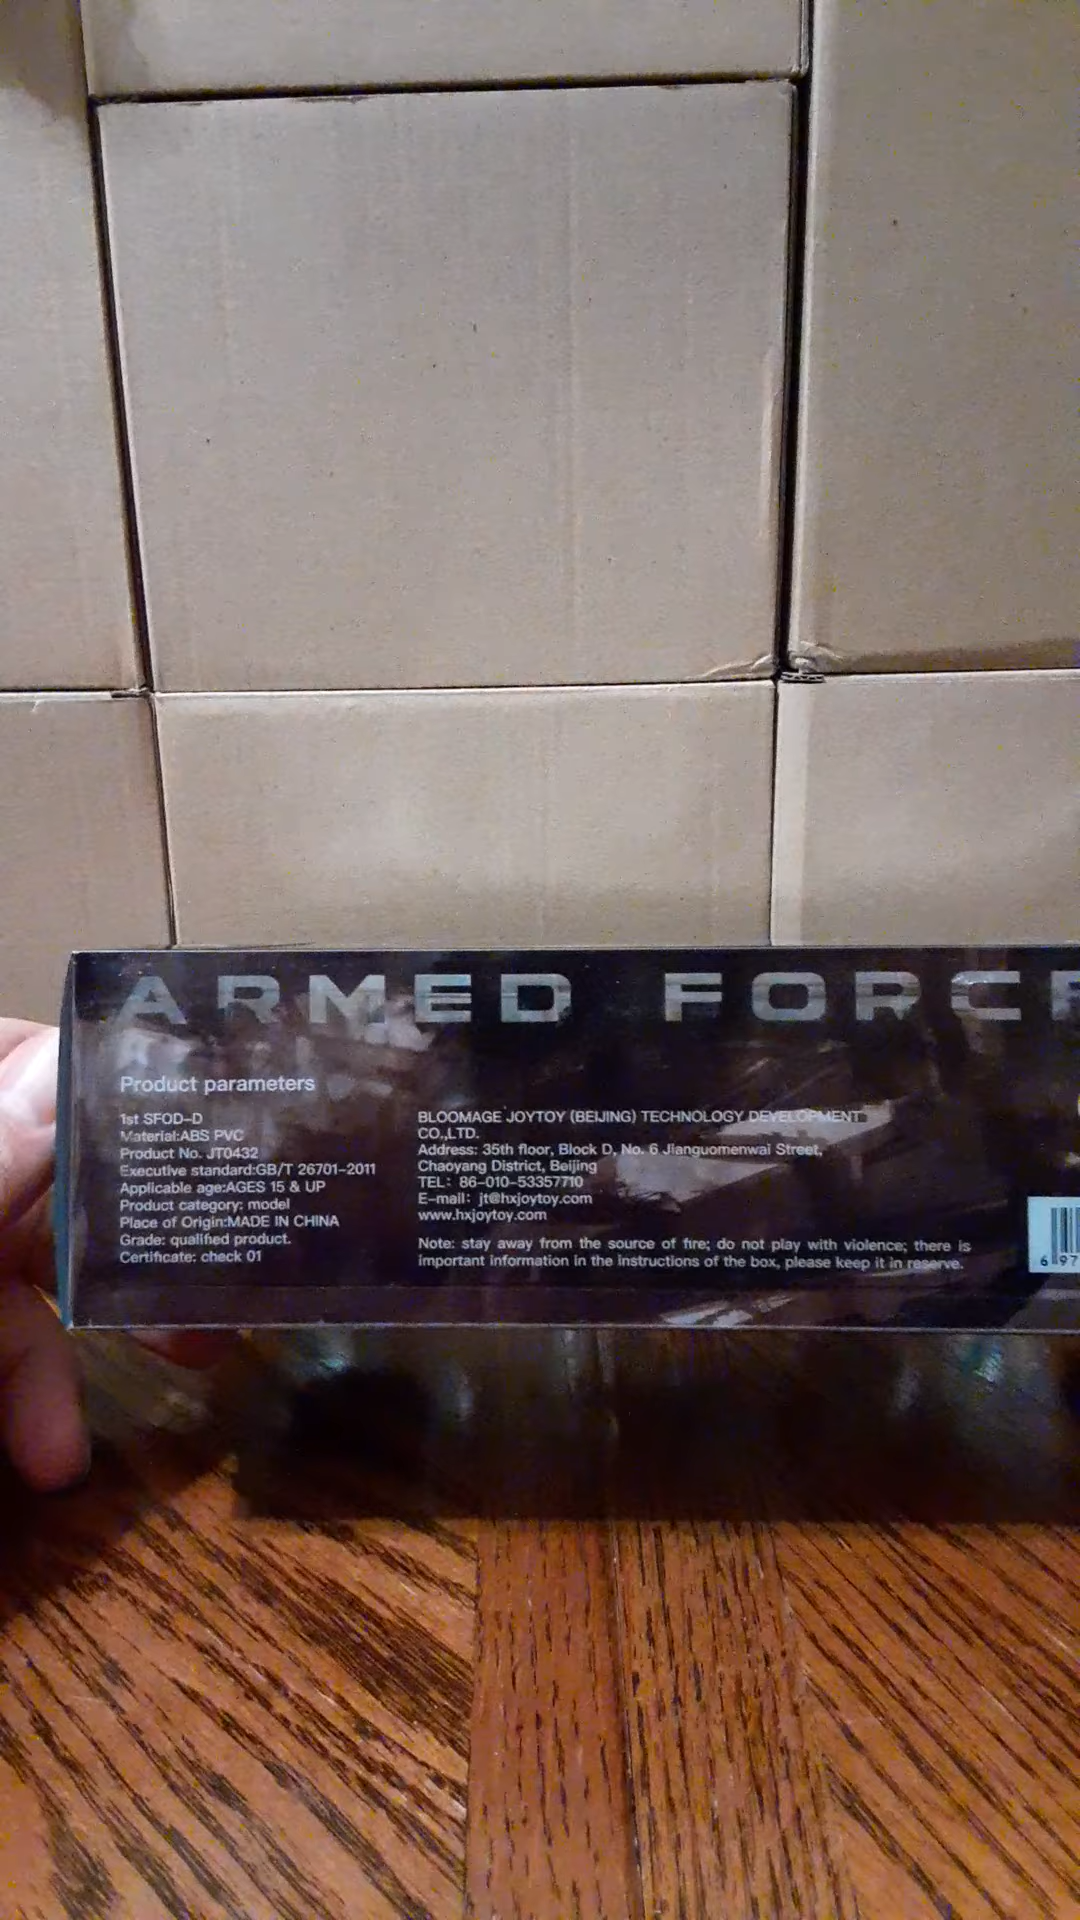 ARMED FORCE
Product parameters
1st SFOD-D
Material:ABS PVC
Product No. JT0432
Executive standard:GB/T 26701-2011
Applicable age:AGES 15 & UP
Product category: model
Place of Origin:MADE IN CHINA
Grade: qualified product.
Certificate: check 01
BLOOMAGE JOYTOY (BEIJING) TECHNOLOGY DEVELOPMENT
CO.,LTD.
Address: 35th floor, Block D, No. 6 Jianguomenwai Street,
Chaoyang District, Beijing
TEL: 86-010-53357710
E-mail: jt@hxjoytoy.com
www.hxjoytoy.com
Note: stay away from the source of fire; do not play with violence; there is
important information in the instructions of the box, please keep it in reserve.
6 97